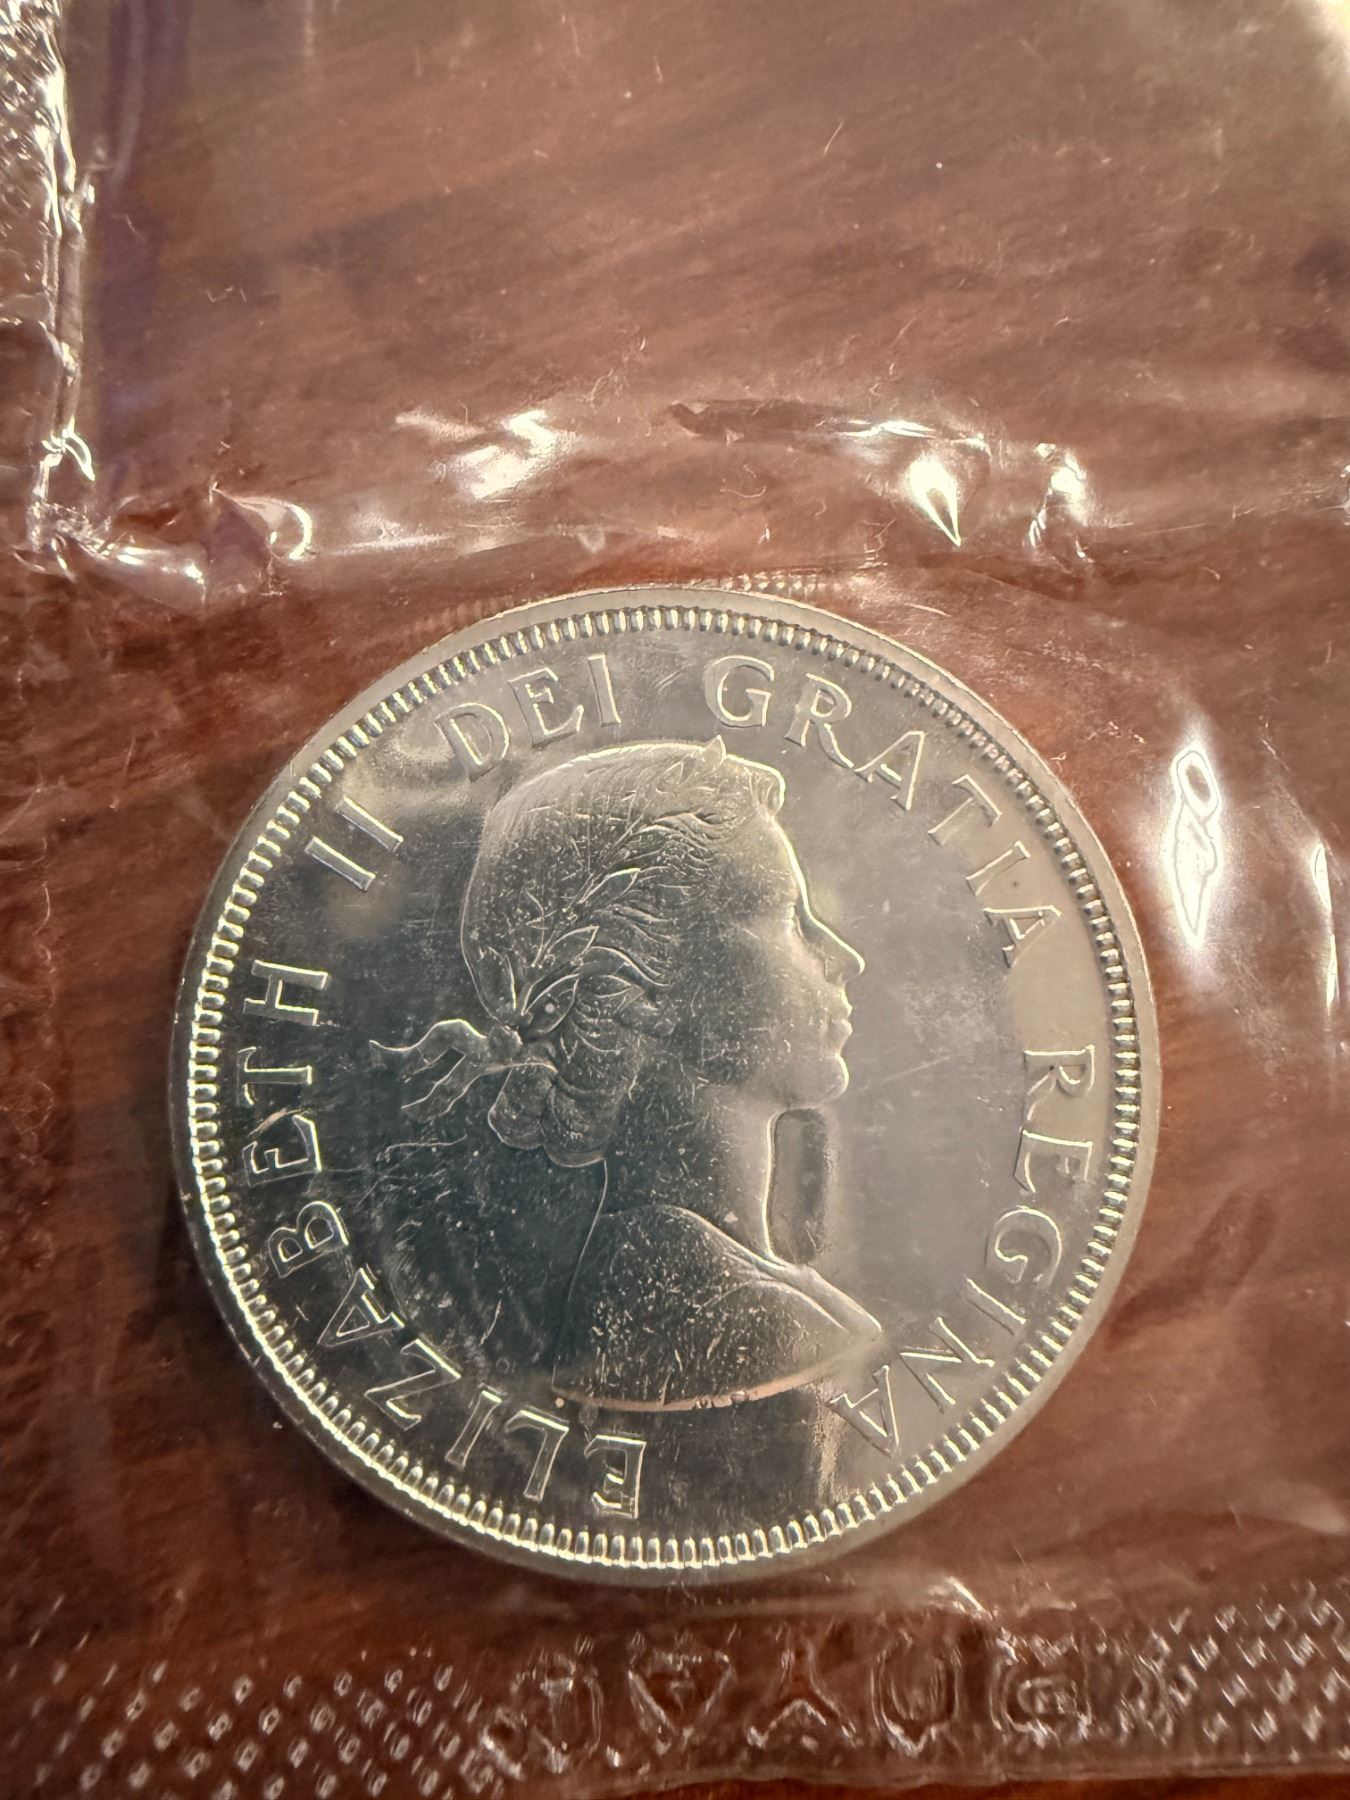 ELIZABETH II DEI GRATIA REGINA